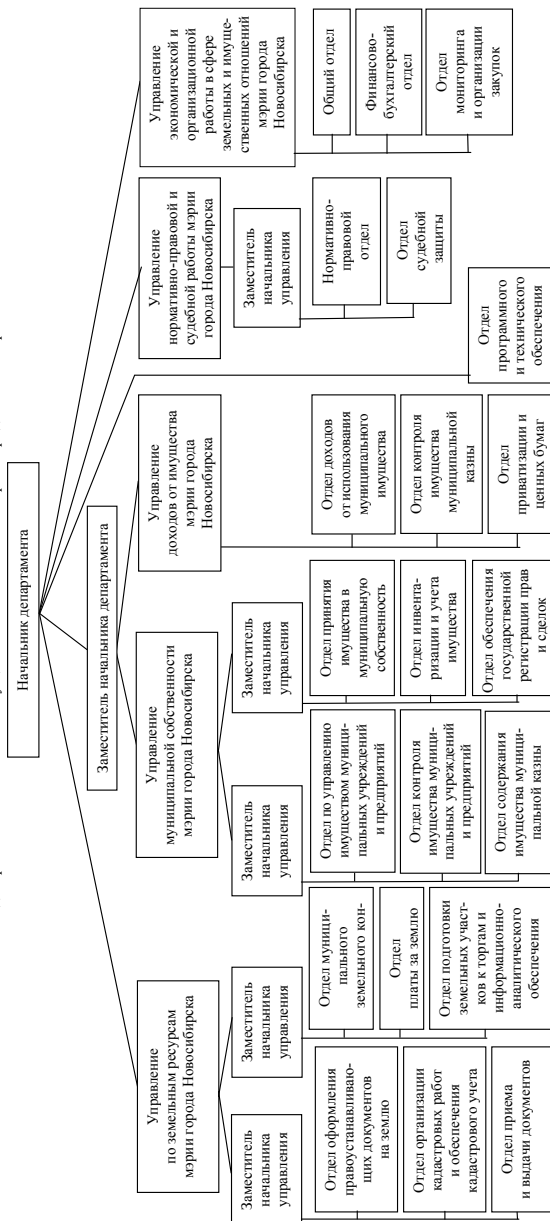 Начальник департамента
Заместитель начальника департамента
Управление
по земельным ресурсам
мэрии города Новосибирска
Управление
муниципальной собственности
мэрии города Новосибирска
Управление
доходов от имущества
мэрии города
Новосибирска
Управление
нормативно-правовой и
судебной работы мэрии
города Новосибирска
Управление
экономической и
организационной
работы в сфере
земельных и имуще-
ственных отношений
мэрии города
Новосибирска
Заместитель
начальника
управления
Заместитель
начальника
управления
Заместитель
начальника
управления
Заместитель
начальника
управления
Заместитель
начальника
управления
Отдел оформления
правоустанавливаю-
щих документов
на землю
Отдел организации
кадастровых работ
и обеспечения
кадастрового учета
Отдел приема
и выдачи документов
Отдел муници-
пального
земельного кон-
Отдел
платы за землю
Отдел подготовки
земельных участ-
ков к торгам и
информационно-
аналитического
обеспечения
Отдел по управлению
имуществом муници-
пальных учреждений
и предприятий
Отдел контроля
имущества муници-
пальных учреждений
и предприятий
Отдел содержания
имущества муници-
пальной казны
Отдел принятия
имущества в
муниципальную
собственность
Отдел инвента-
ризации и учета
имущества
Отдел обеспечения
государственной
регистрации прав
и сделок
Отдел доходов
от использования
муниципального
имущества
Отдел контроля
имущества
муниципальной
казны
Отдел
приватизации и
ценных бумаг
Отдел
программного
и технического
обеспечения
Нормативно-
правовой
отдел
Отдел
судебной
защиты
Общий отдел
Финансово-
бухгалтерский
отдел
Отдел
мониторинга
и организации
закупок